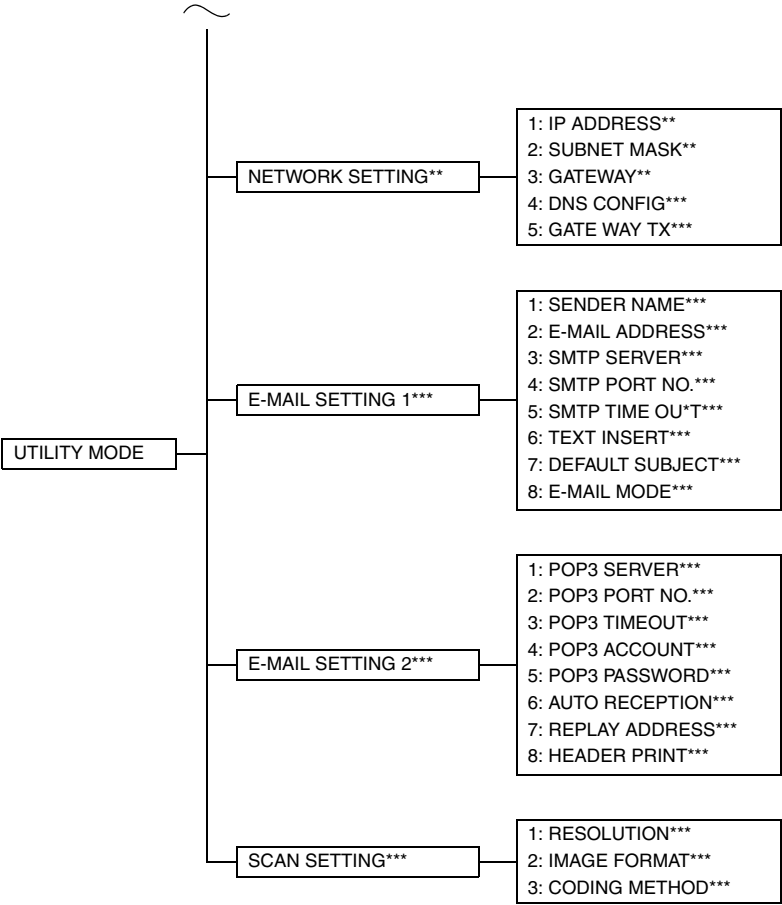 UTILITY MODE
NETWORK SETTING**
1: IP ADDRESS**
2: SUBNET MASK**
3: GATEWAY**
4: DNS CONFIG***
5: GATE WAY TX***
E-MAIL SETTING 1***
1: SENDER NAME***
2: E-MAIL ADDRESS***
3: SMTP SERVER***
4: SMTP PORT NO.***
5: SMTP TIME OU*T***
6: TEXT INSERT***
7: DEFAULT SUBJECT***
8: E-MAIL MODE***
E-MAIL SETTING 2***
1: POP3 SERVER***
2: POP3 PORT NO.***
3: POP3 TIMEOUT***
4: POP3 ACCOUNT***
5: POP3 PASSWORD***
6: AUTO RECEPTION***
7: REPLAY ADDRESS***
8: HEADER PRINT***
SCAN SETTING***
1: RESOLUTION***
2: IMAGE FORMAT***
3: CODING METHOD***